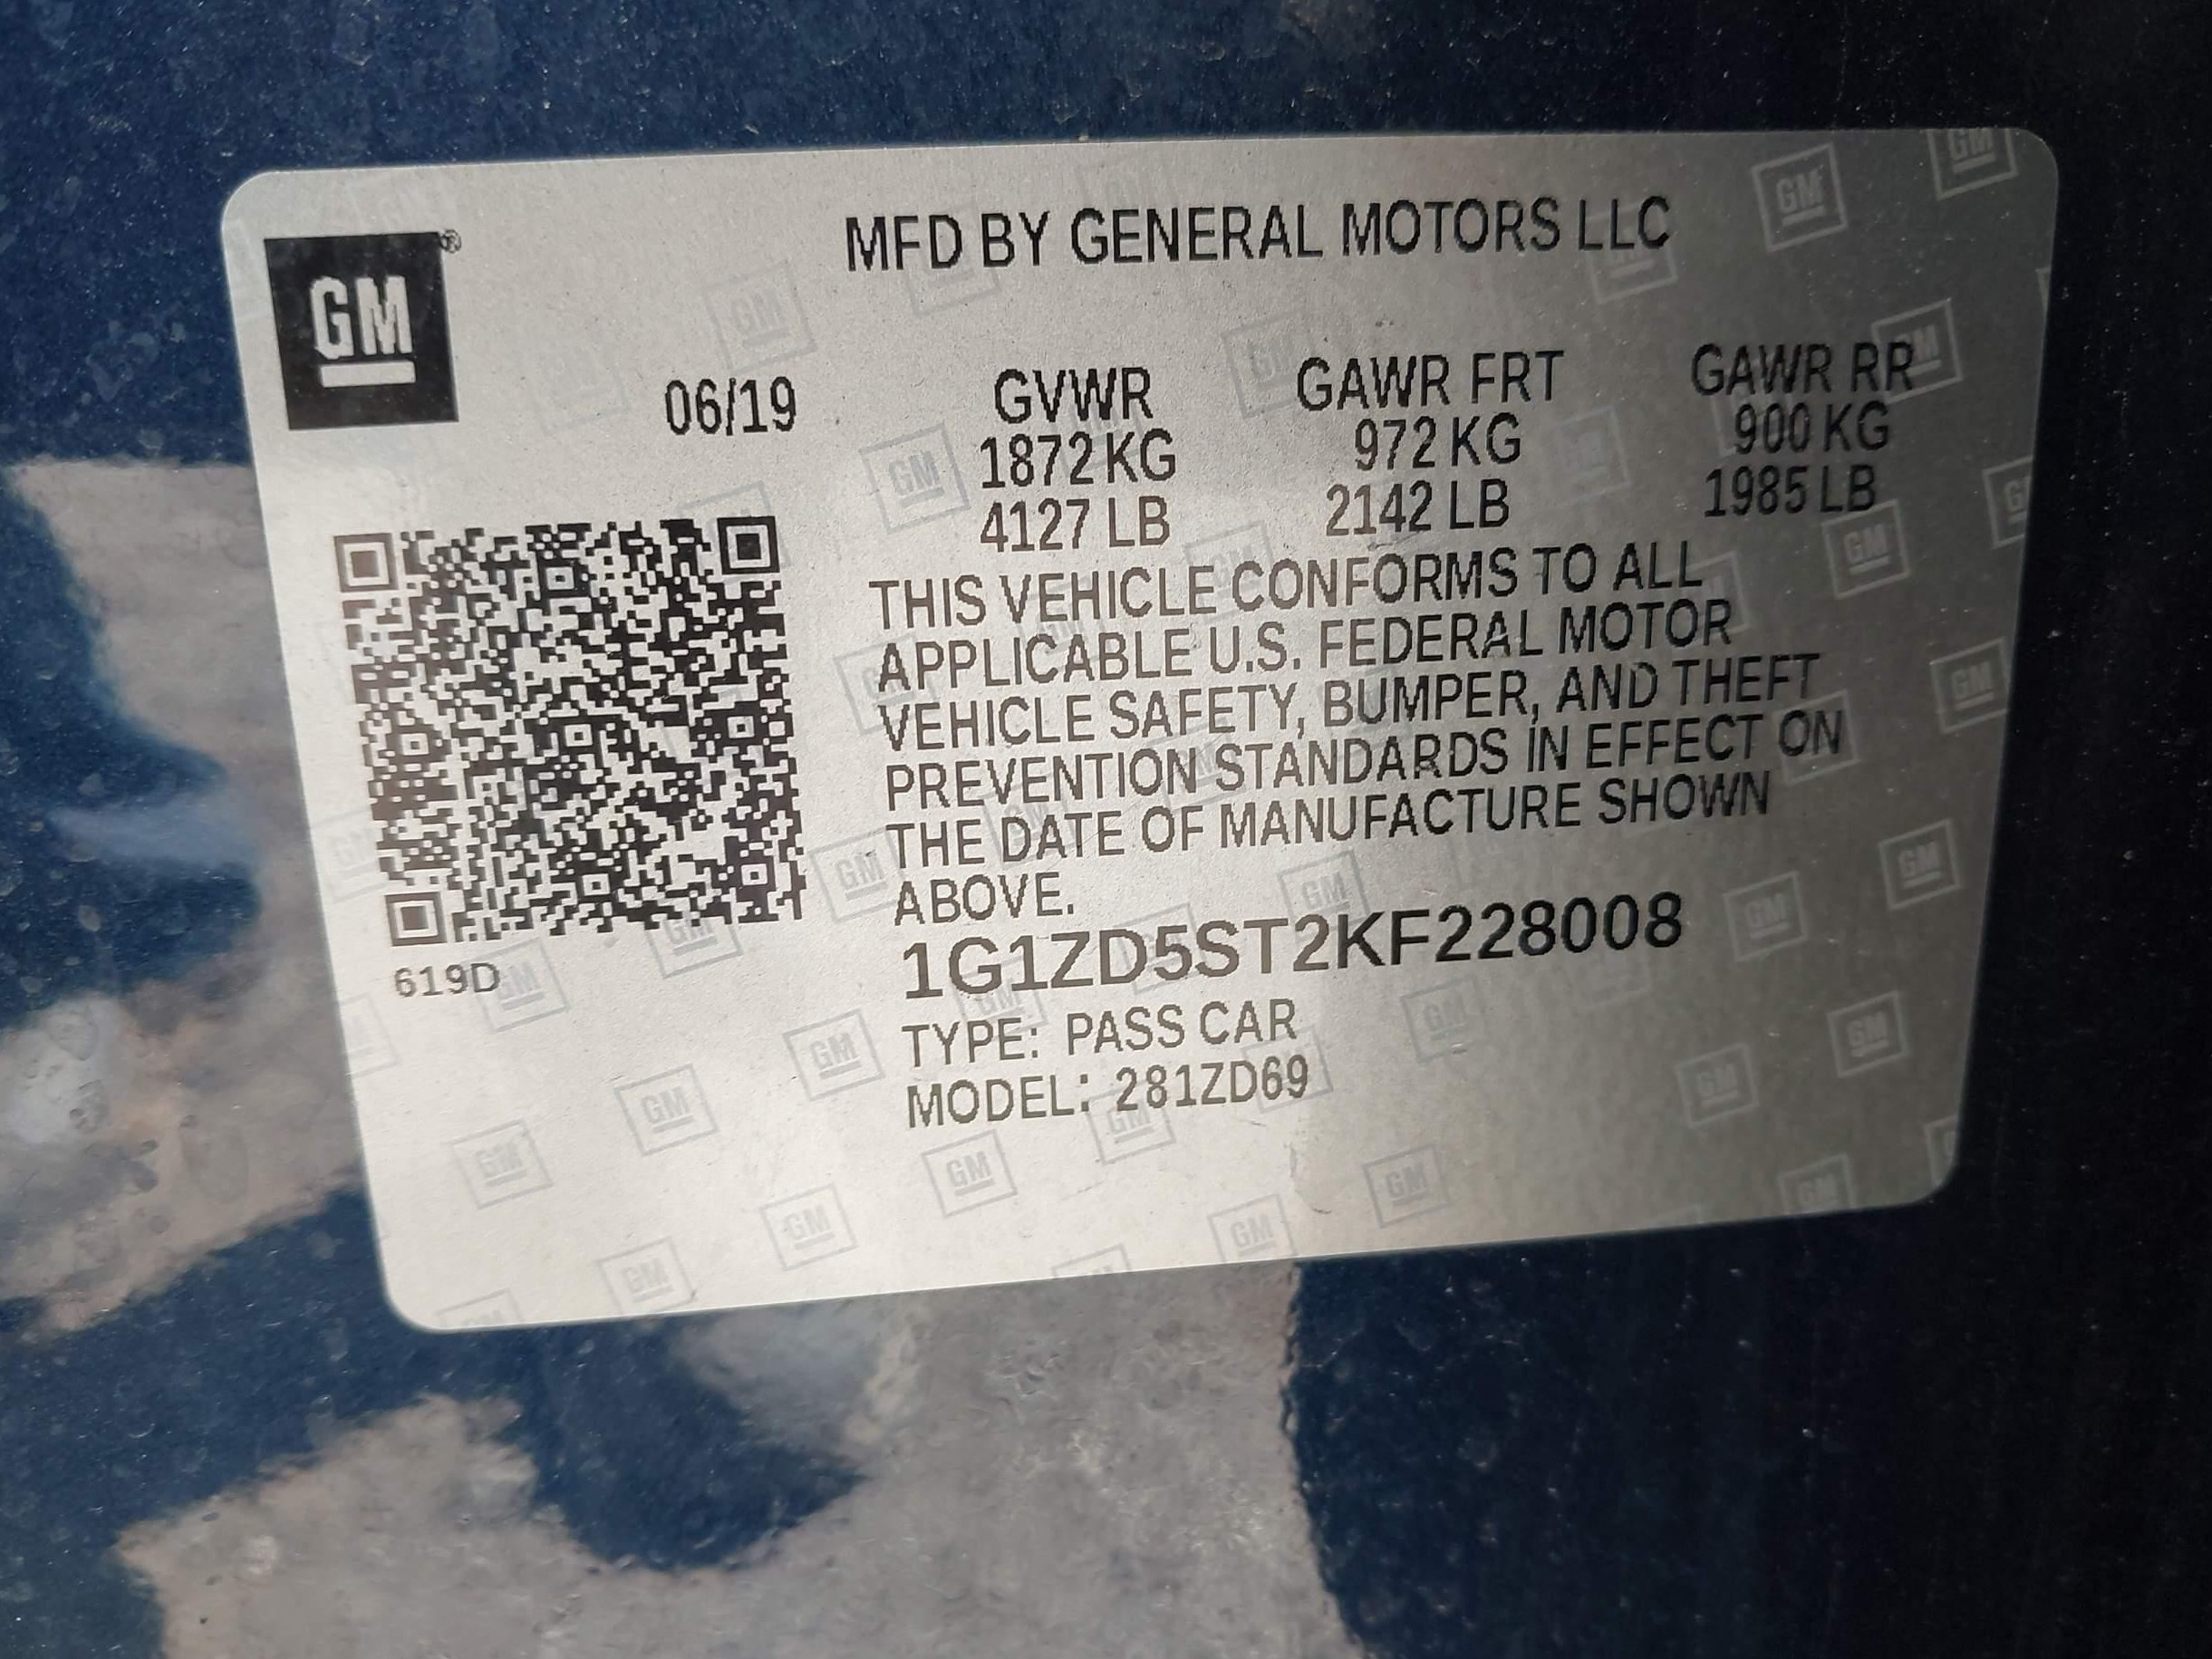 GM®
MFD BY GENERAL MOTORS LLC
06/19
GVWR GAWR FRT GAWR RR
1872 KG 972 KG 900 KG
4127 LB 2142 LB 1985 LB
THIS VEHICLE CONFORMS TO ALL
APPLICABLE U.S. FEDERAL MOTOR
VEHICLE SAFETY, BUMPER, AND THEFT
PREVENTION STANDARDS IN EFFECT ON
THE DATE OF MANUFACTURE SHOWN
ABOVE.
619D
1G1ZD5ST2KF228008
TYPE: PASS CAR
MODEL: 281ZD69